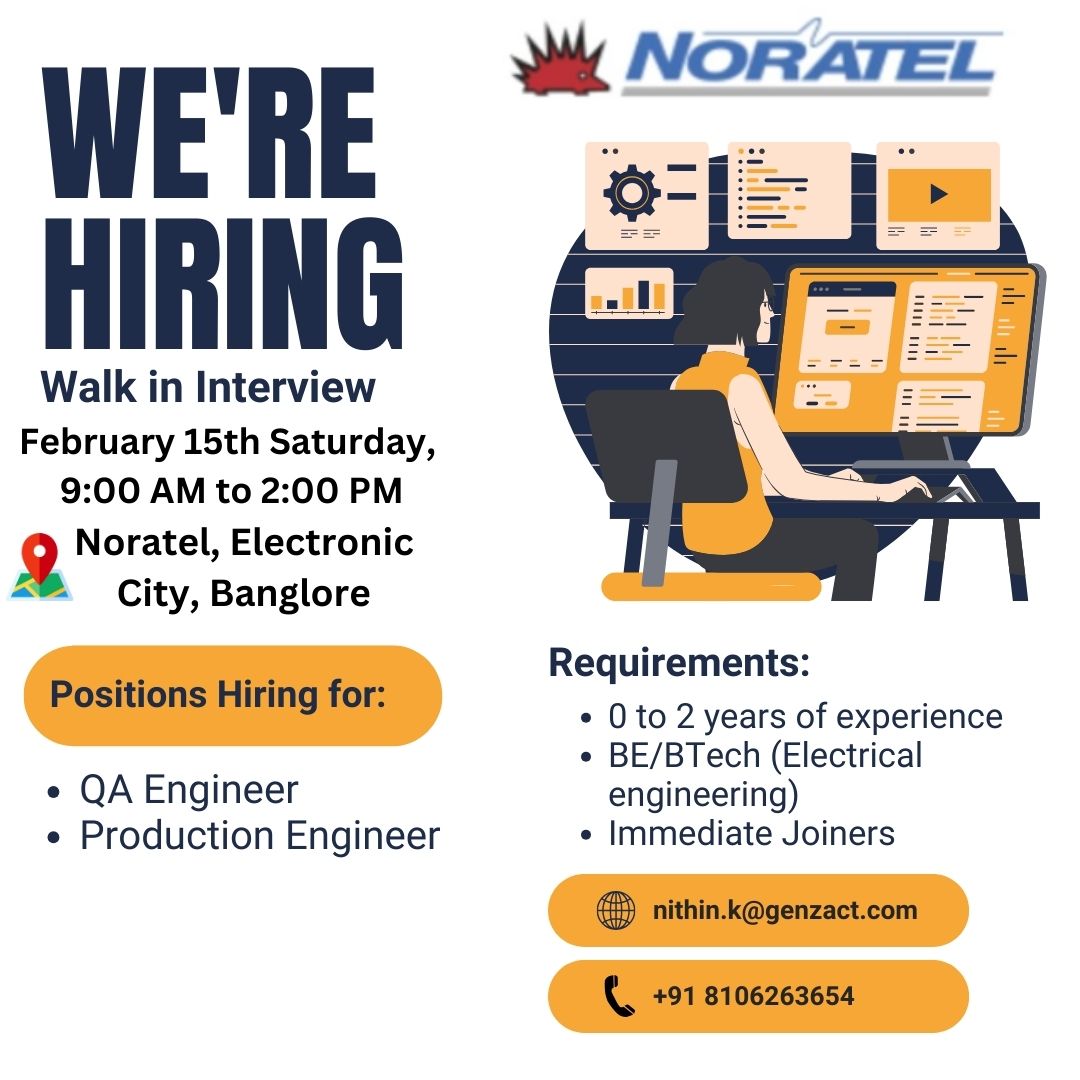 NORATEL
WE'RE
HIRING
Walk in Interview
February 15th Saturday,
9:00 AM to 2:00 PM
Noratel, Electronic
City, Banglore
Positions Hiring for:
• QA Engineer
• Production Engineer
Requirements:
• 0 to 2 years of experience
• BE/BTech (Electrical
engineering)
• Immediate Joiners
nithin.k@genzact.com
+91 8106263654